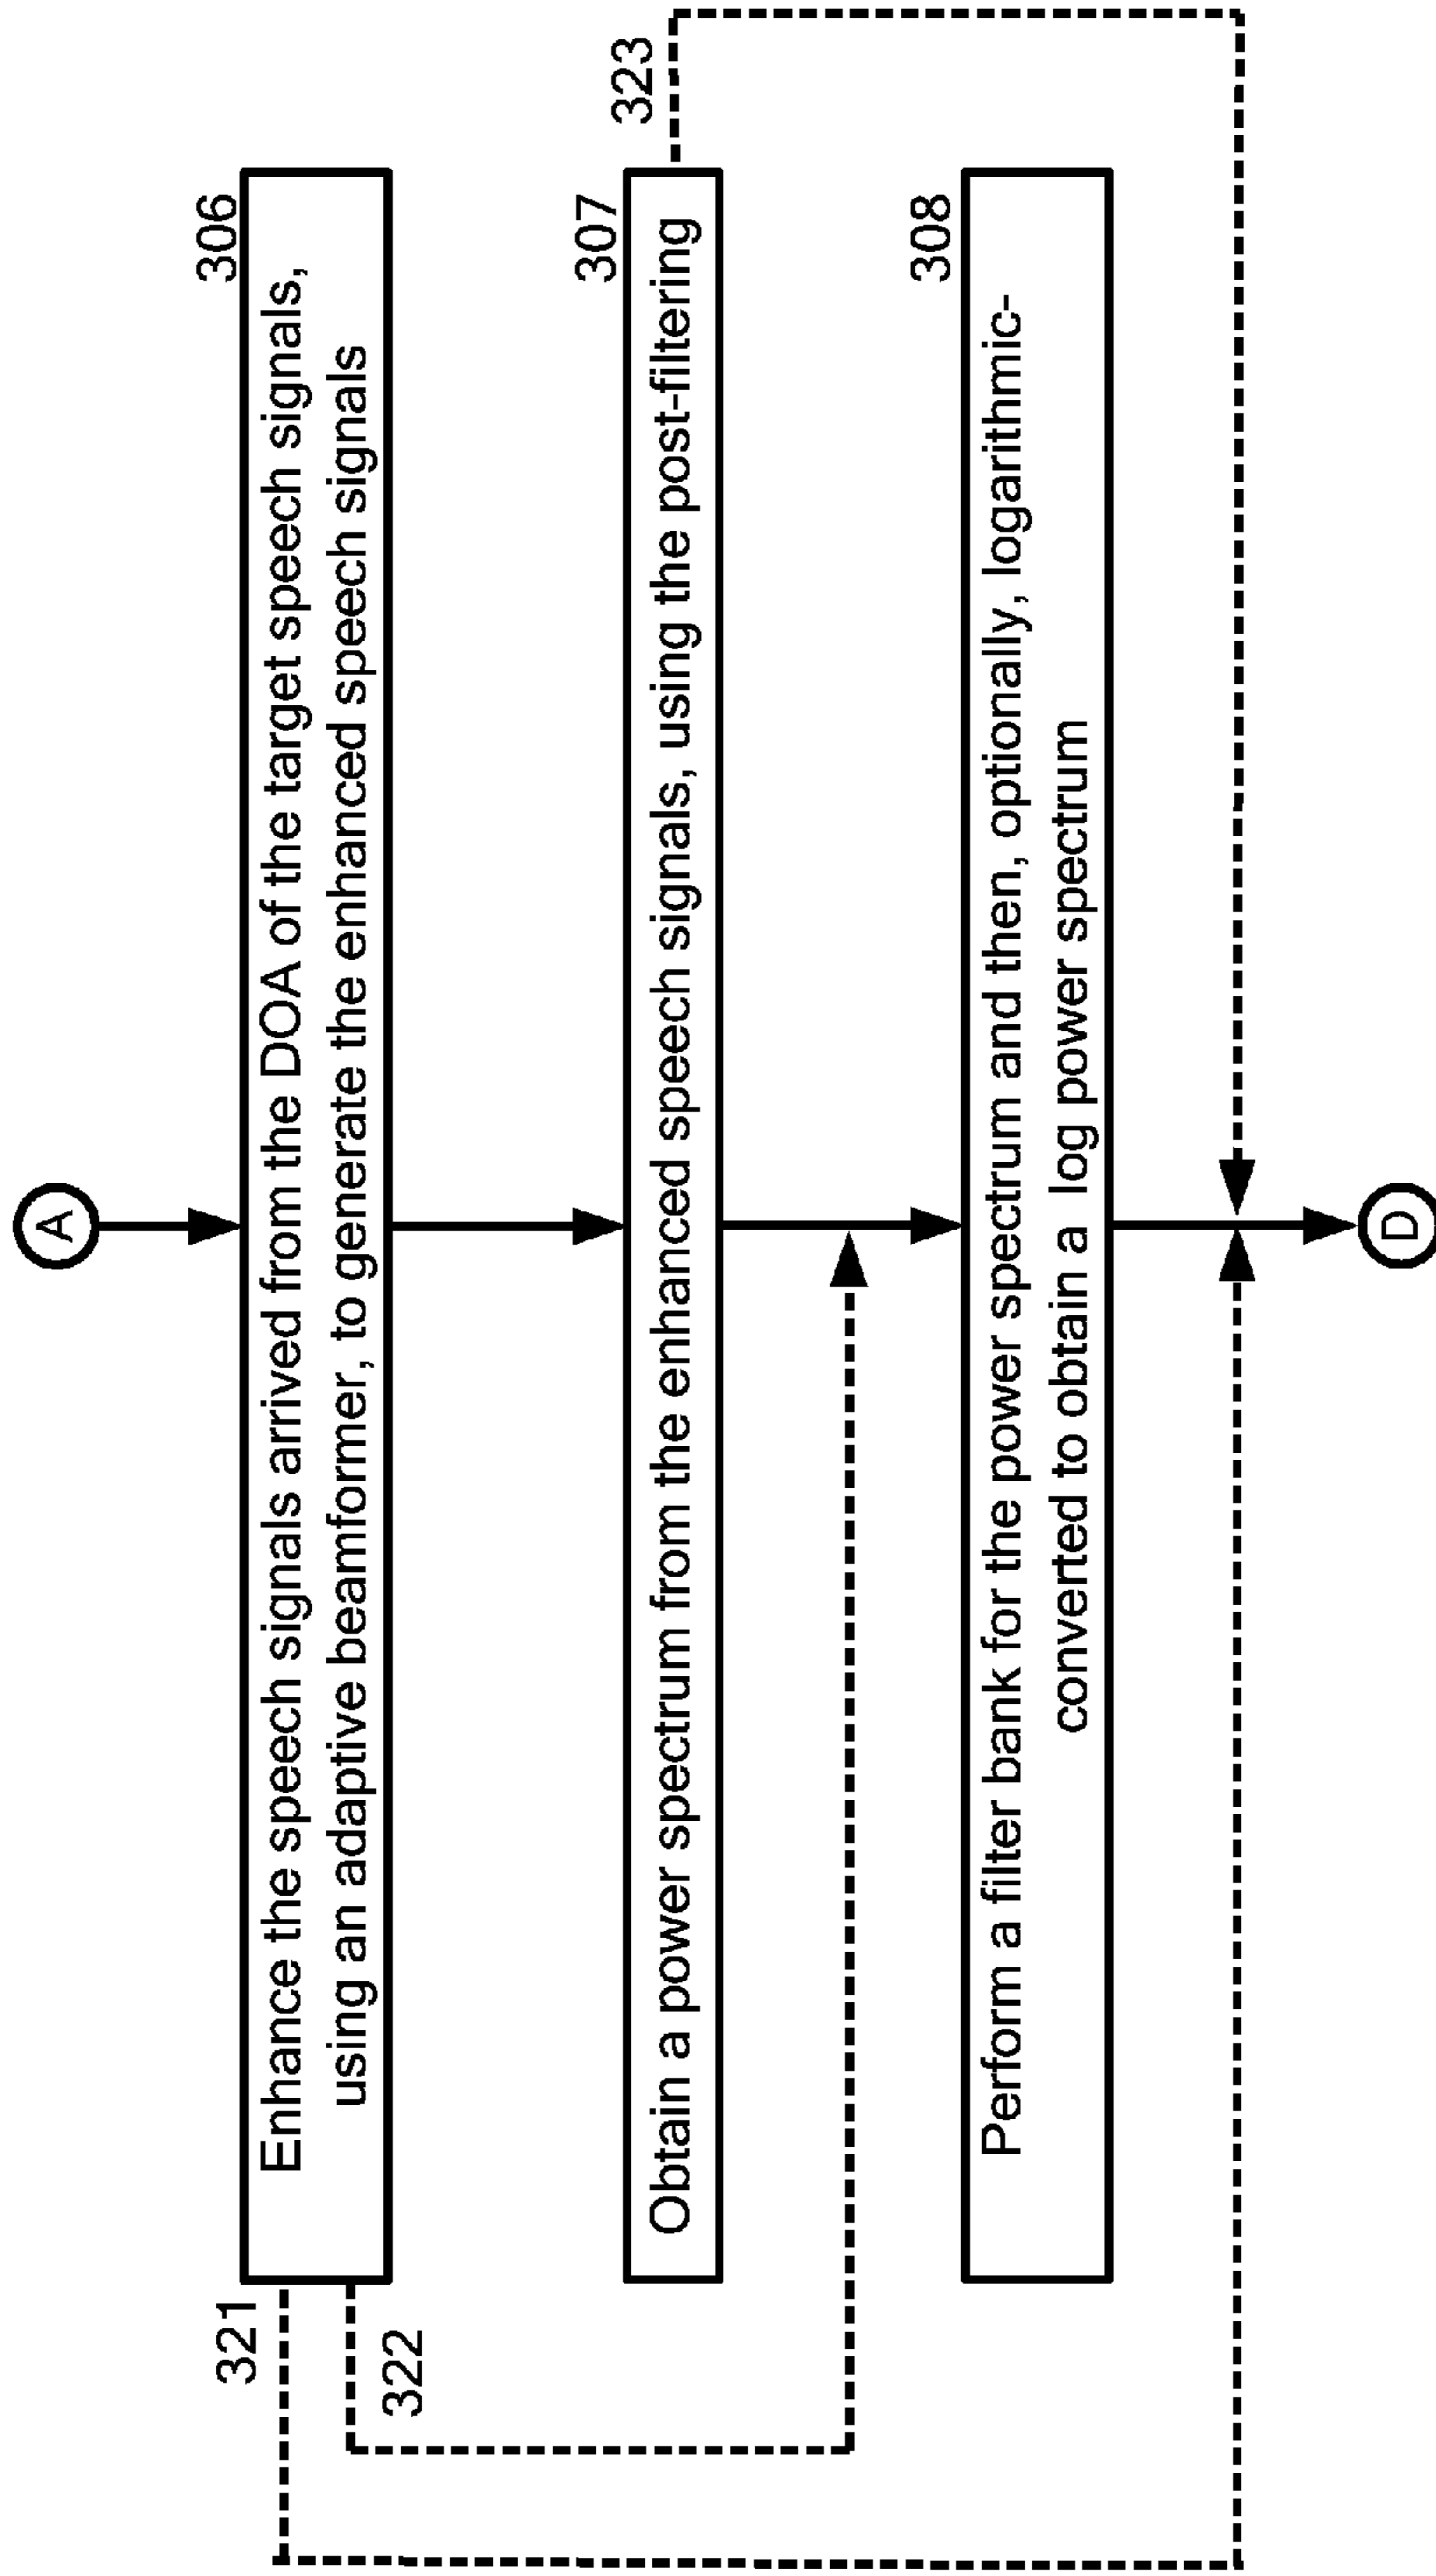 A
306
Enhance the speech signals arrived from the DOA of the target speech signals,
using an adaptive beamformer, to generate the enhanced speech signals
321
322
307
Obtain a power spectrum from the enhanced speech signals, using the post-filtering
323
308
Perform a filter bank for the power spectrum and then, optionally, logarithmic-
converted to obtain a log power spectrum
D